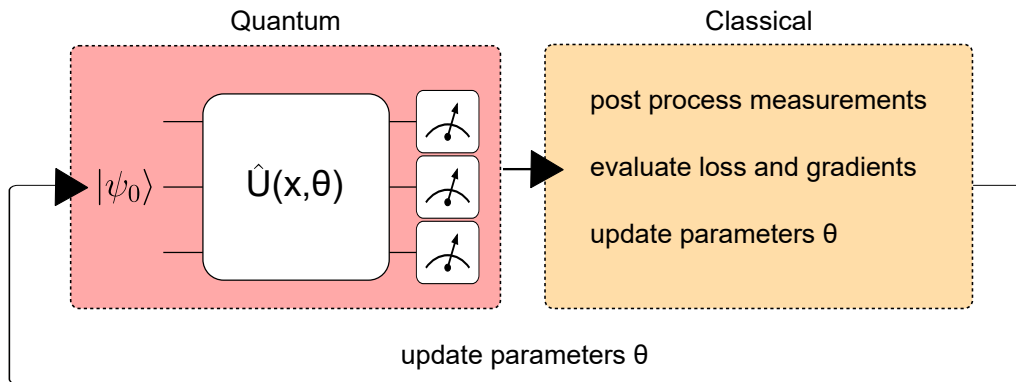 Quantum
Classical
|ψ₀⟩
Û(x,θ)
post process measurements
evaluate loss and gradients
update parameters θ
update parameters θ